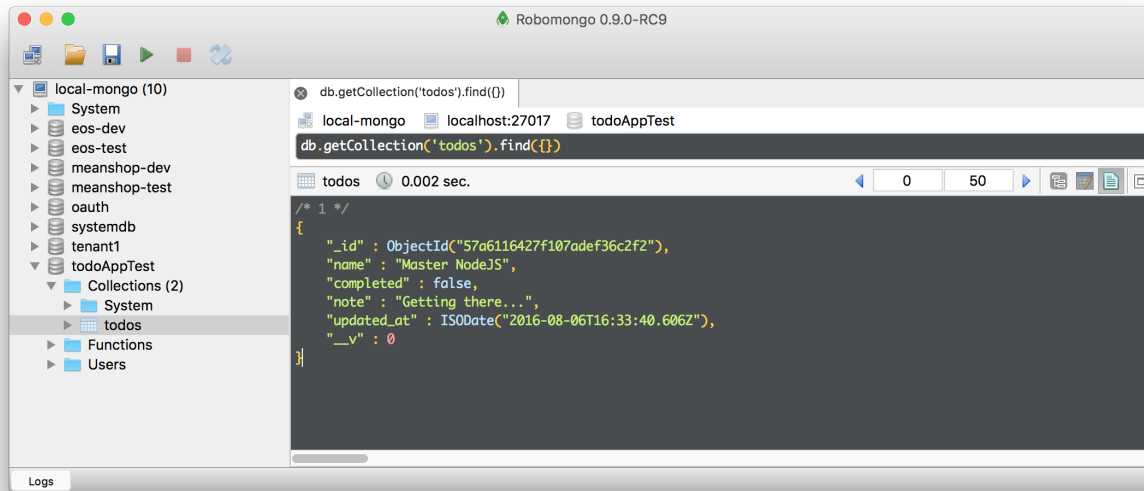 Robomongo 0.9.0-RC9
local-mongo (10)
System
eos-dev
eos-test
meanshop-dev
meanshop-test
oauth
systemdb
tenant1
todoAppTest
Collections (2)
System
todos
Functions
Users
db.getCollection('todos').find({})
local-mongo localhost:27017 todoAppTest
db.getCollection('todos').find({})
todos 0.002 sec. 0 50
/* 1 */
{
    "_id" : ObjectId("57a6116427f107adef36c2f2"),
    "name" : "Master NodeJS",
    "completed" : false,
    "note" : "Getting there...",
    "updated_at" : ISODate("2016-08-06T16:33:40.606Z"),
    "__v" : 0
}
Logs